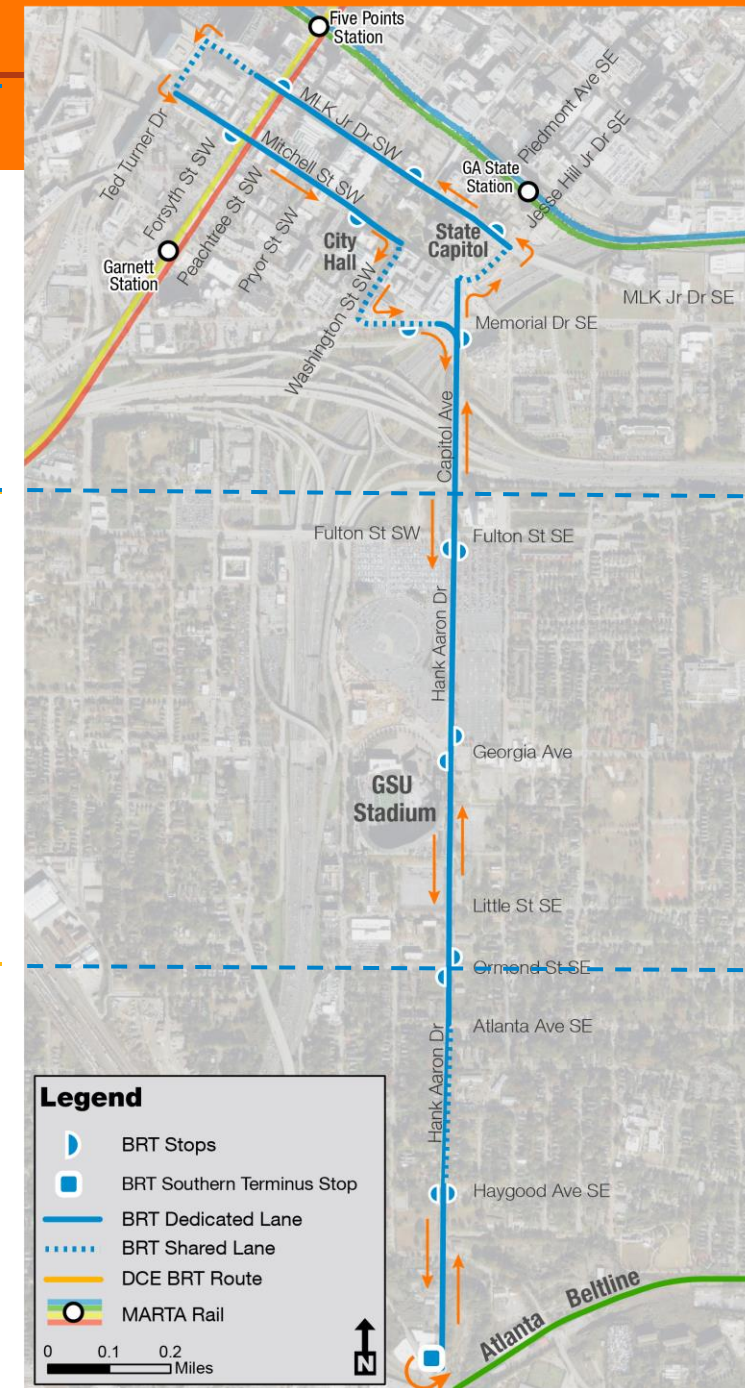 Five Points
Station
MLK Jr Dr SW
Piedmont Ave SE
GA State
Station
Jesse Hill Jr Dr SE
Ted Turner Dr
Forsyth St SW
Mitchell St SW
Peachtree St SW
Garnett
Station
Pryor St SW
City
Hall
State
Capitol
Washington St SW
MLK Jr Dr SE
Memorial Dr SE
Capitol Ave
Fulton St SW
Fulton St SE
Hank Aaron Dr
Georgia Ave
GSU
Stadium
Little St SE
Ormond St SE
Atlanta Ave SE
Hank Aaron Dr
Haygood Ave SE
Atlanta Beltline
Legend
BRT Stops
BRT Southern Terminus Stop
BRT Dedicated Lane
BRT Shared Lane
DCE BRT Route
MARTA Rail
0 0.1 0.2
Miles
N